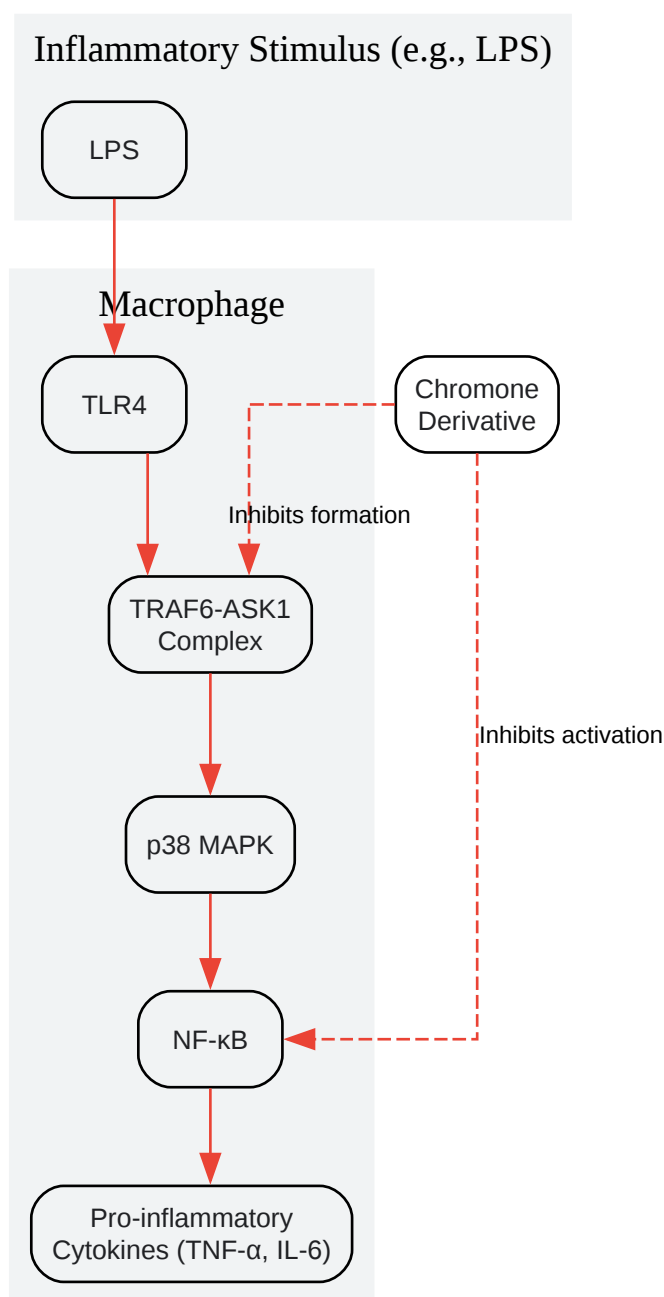 Inflammatory Stimulus (e.g., LPS)
LPS
Macrophage
TLR4
Chromone
Derivative
Inhibits formation
TRAF6-ASK1
Complex
Inhibits activation
p38 MAPK
NF-κB
Pro-inflammatory
Cytokines (TNF-α, IL-6)